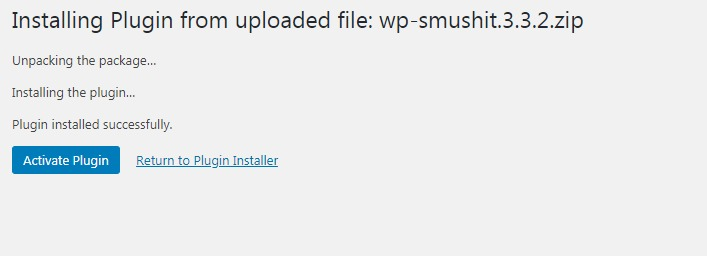 Installing Plugin from uploaded file: wp-smushit.3.3.2.zip
Unpacking the package…
Installing the plugin…
Plugin installed successfully.
Activate Plugin Return to Plugin Installer